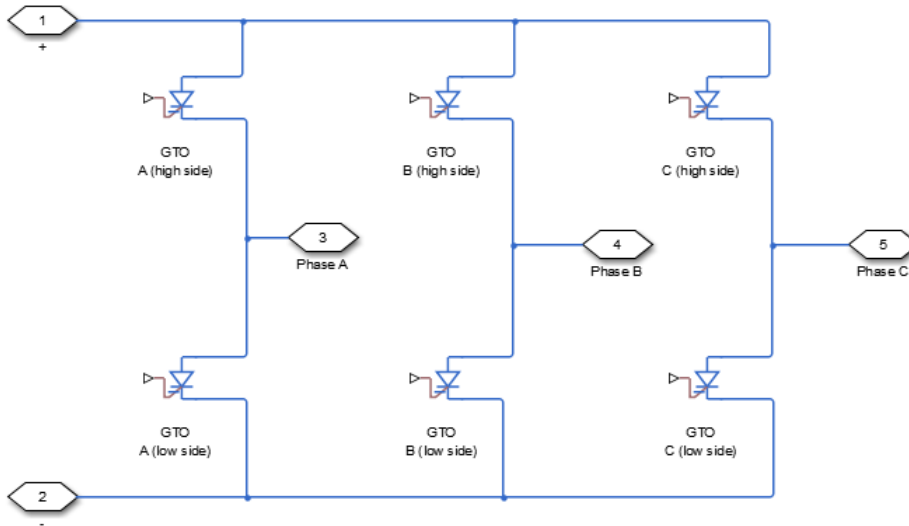 1
+
GTO
A (high side)
GTO
B (high side)
GTO
C (high side)
3
Phase A
4
Phase B
5
Phase C
GTO
A (low side)
GTO
B (low side)
GTO
C (low side)
2
-